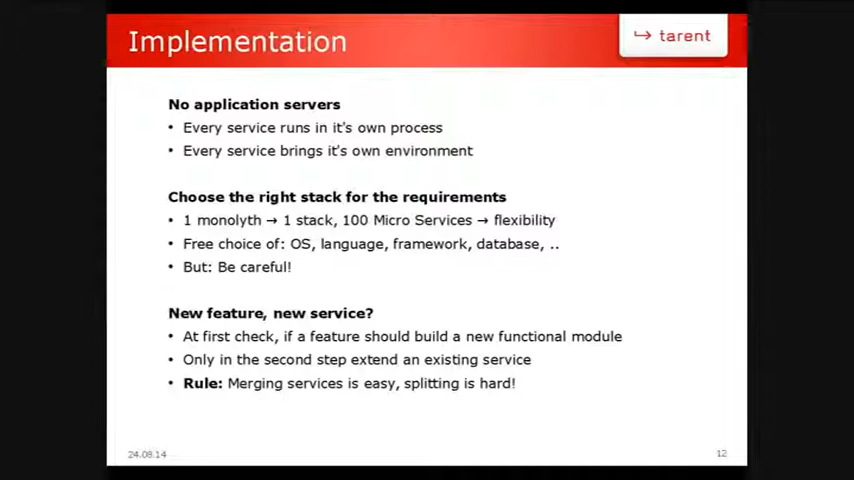 Implementation
↪ tarent
No application servers
• Every service runs in it's own process
• Every service brings it's own environment
Choose the right stack for the requirements
• 1 monolyth → 1 stack, 100 Micro Services → flexibility
• Free choice of: OS, language, framework, database, ..
• But: Be careful!
New feature, new service?
• At first check, if a feature should build a new functional module
• Only in the second step extend an existing service
• Rule: Merging services is easy, splitting is hard!
24.08.14
12